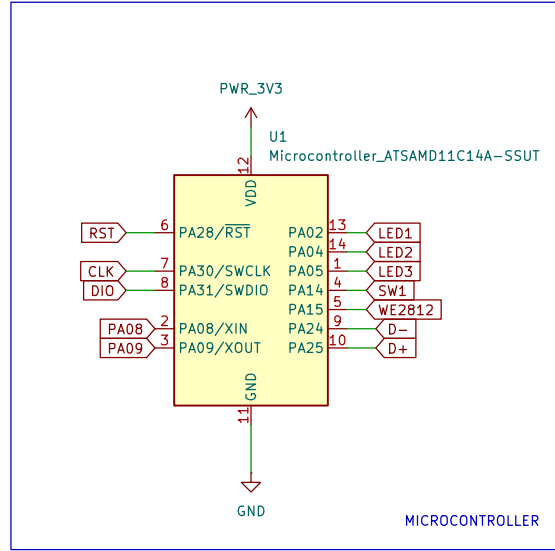 PWR_3V3
U1
Microcontroller_ATSAMD11C14A-SSUT
12
VDD
RST 6 PA28/RST PA02 13 LED1
PA04 14 LED2
CLK 7 PA30/SWCLK PA05 1 LED3
DIO 8 PA31/SWDIO PA14 4 SW1
PA15 5 WE2812
PA08 2 PA08/XIN PA24 9 D-
PA09 3 PA09/XOUT PA25 10 D+
GND
11
GND
MICROCONTROLLER